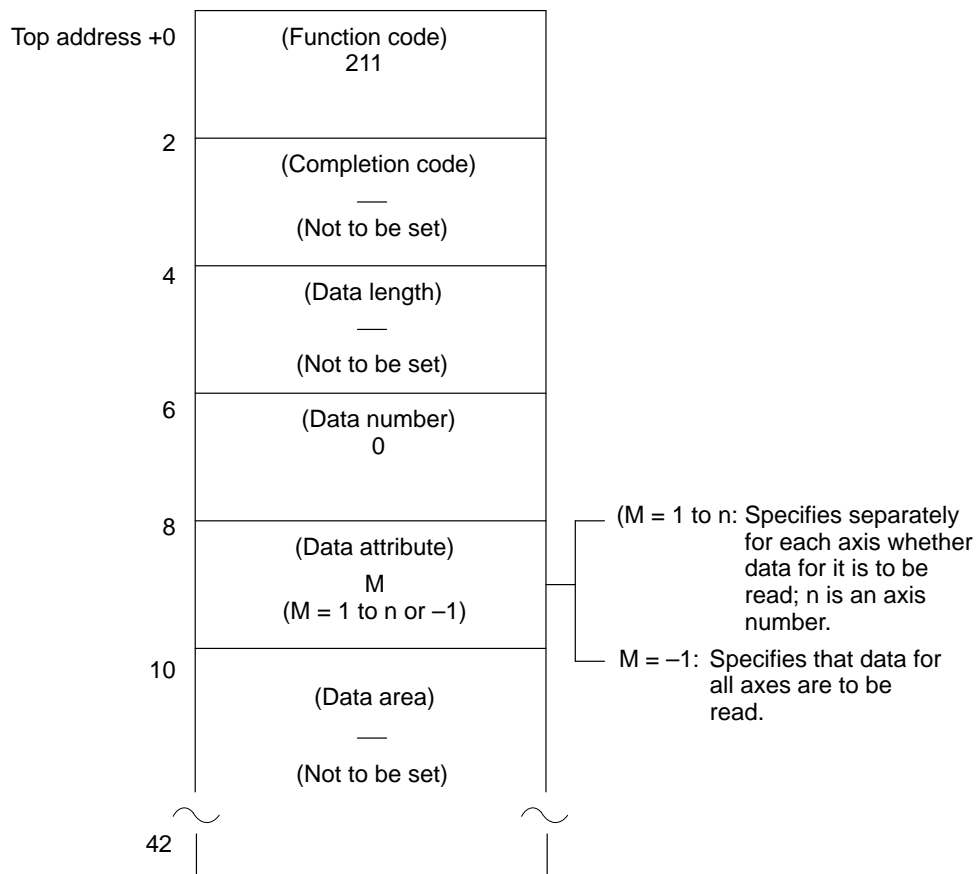 Top address +0
(Function code)
211
2
(Completion code)
—
(Not to be set)
4
(Data length)
—
(Not to be set)
6
(Data number)
0
8
(Data attribute)
M
(M = 1 to n or –1)
(M = 1 to n: Specifies separately
for each axis whether
data for it is to be
read; n is an axis
number.
M = –1: Specifies that data for
all axes are to be
read.
10
(Data area)
—
(Not to be set)
42